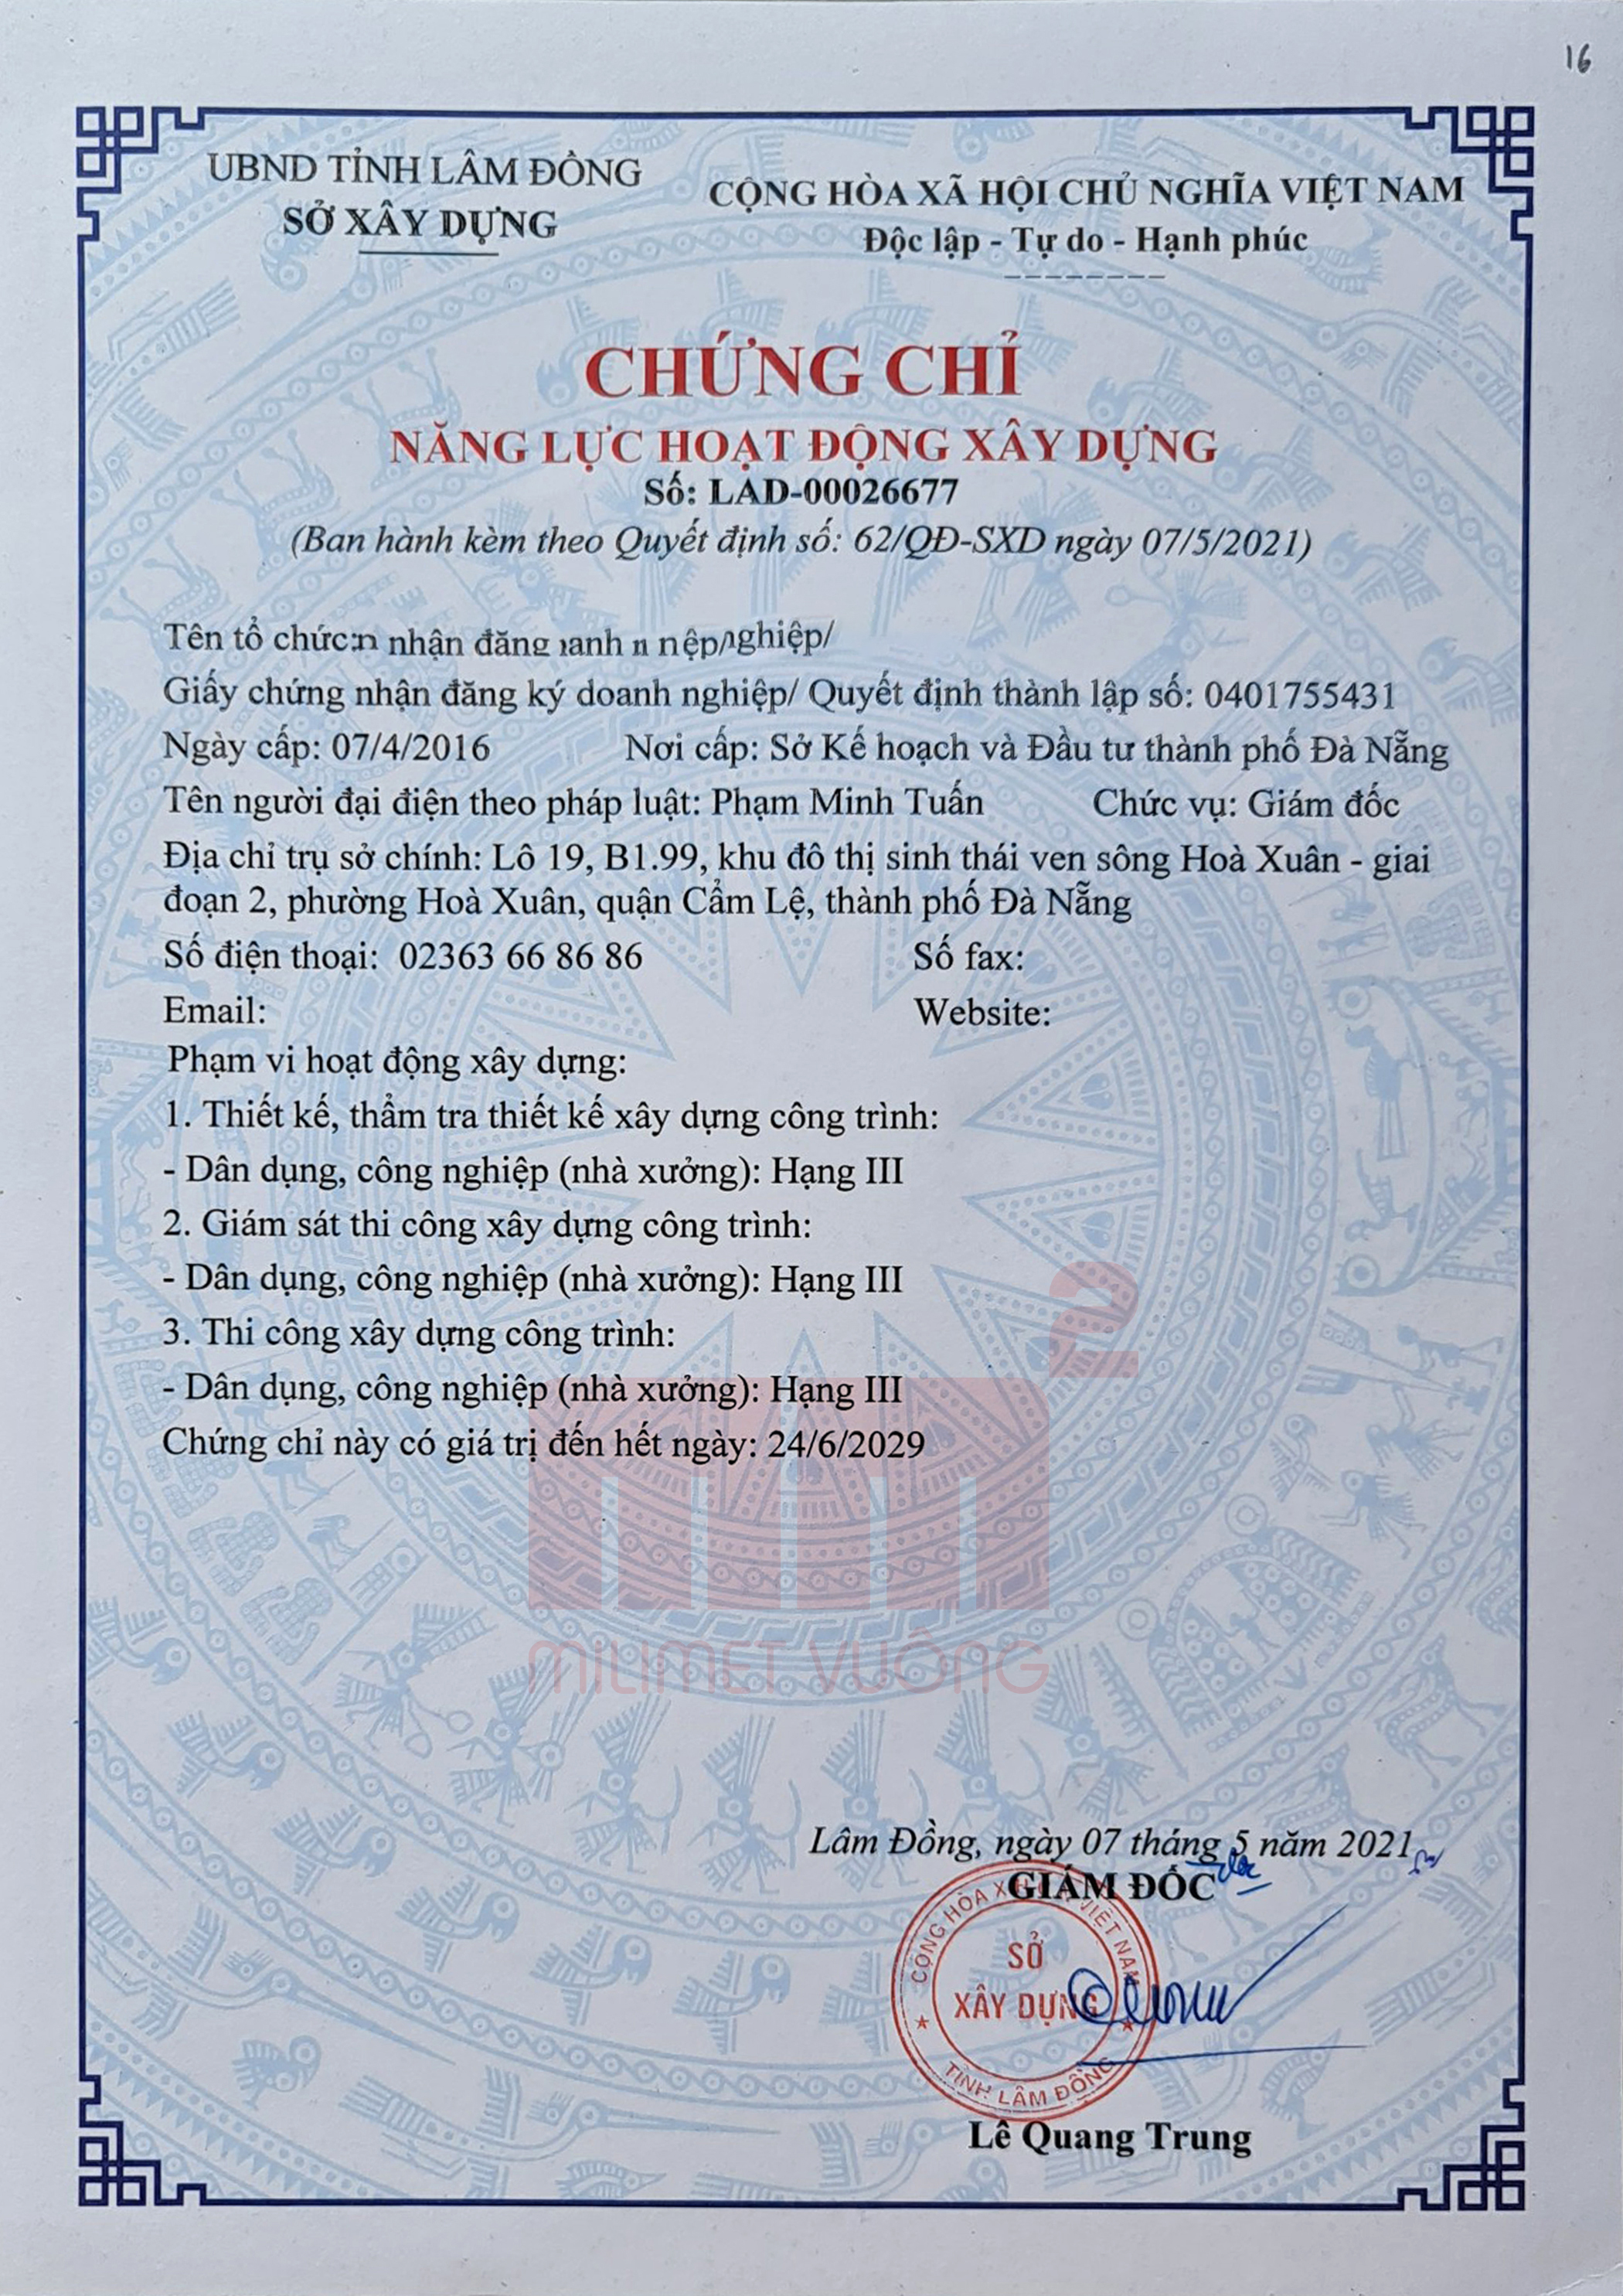 16
UBND TỈNH LÂM ĐỒNG
SỞ XÂY DỰNG
CỘNG HÒA XÃ HỘI CHỦ NGHĨA VIỆT NAM
Độc lập - Tự do - Hạnh phúc
CHỨNG CHỈ
NĂNG LỰC HOẠT ĐỘNG XÂY DỰNG
Số: LAD-00026677
(Ban hành kèm theo Quyết định số: 62/QĐ-SXD ngày 07/5/2021)
Tên tổ chức: nhận đăng
Giấy chứng nhận đăng ký doanh nghiệp/ Quyết định thành lập số: 0401755431
Ngày cấp: 07/4/2016 Nơi cấp: Sở Kế hoạch và Đầu tư thành phố Đà Nẵng
Tên người đại điện theo pháp luật: Phạm Minh Tuấn Chức vụ: Giám đốc
Địa chỉ trụ sở chính: Lô 19, B1.99, khu đô thị sinh thái ven sông Hoà Xuân - giai
đoạn 2, phường Hoà Xuân, quận Cẩm Lệ, thành phố Đà Nẵng
Số điện thoại: 02363 66 86 86 Số fax:
Email: Website:
Phạm vi hoạt động xây dựng:
1. Thiết kế, thẩm tra thiết kế xây dựng công trình:
- Dân dụng, công nghiệp (nhà xưởng): Hạng III
2. Giám sát thi công xây dựng công trình:
- Dân dụng, công nghiệp (nhà xưởng): Hạng III
3. Thi công xây dựng công trình:
- Dân dụng, công nghiệp (nhà xưởng): Hạng III
Chứng chỉ này có giá trị đến hết ngày: 24/6/2029
mm2
MILIMET VUÔNG
Lâm Đồng, ngày 07 tháng 5 năm 2021
GIÁM ĐỐC
CỘNG HÒA X.H.C.N VIỆT NAM
SỞ
XÂY DỰNG
TỈNH LÂM ĐỒNG
Lê Quang Trung